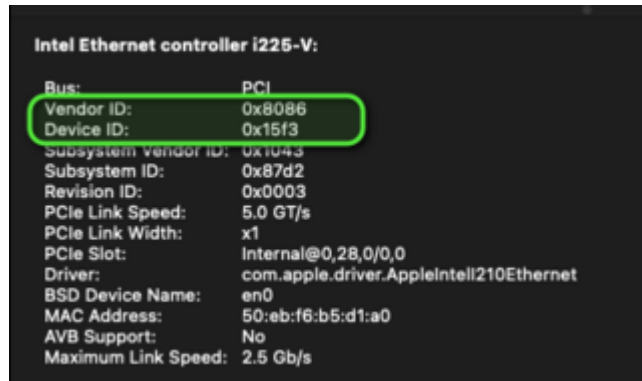 Intel Ethernet controller i225-V:
Bus: PCI
Vendor ID: 0x8086
Device ID: 0x15f3
Subsystem Vendor ID: 0x1043
Subsystem ID: 0x87d2
Revision ID: 0x0003
PCIe Link Speed: 5.0 GT/s
PCIe Link Width: x1
PCIe Slot: Internal@0,28,0/0,0
Driver: com.apple.driver.AppleIntelI210Ethernet
BSD Device Name: en0
MAC Address: 50:eb:f6:b5:d1:a0
AVB Support: No
Maximum Link Speed: 2.5 Gb/s